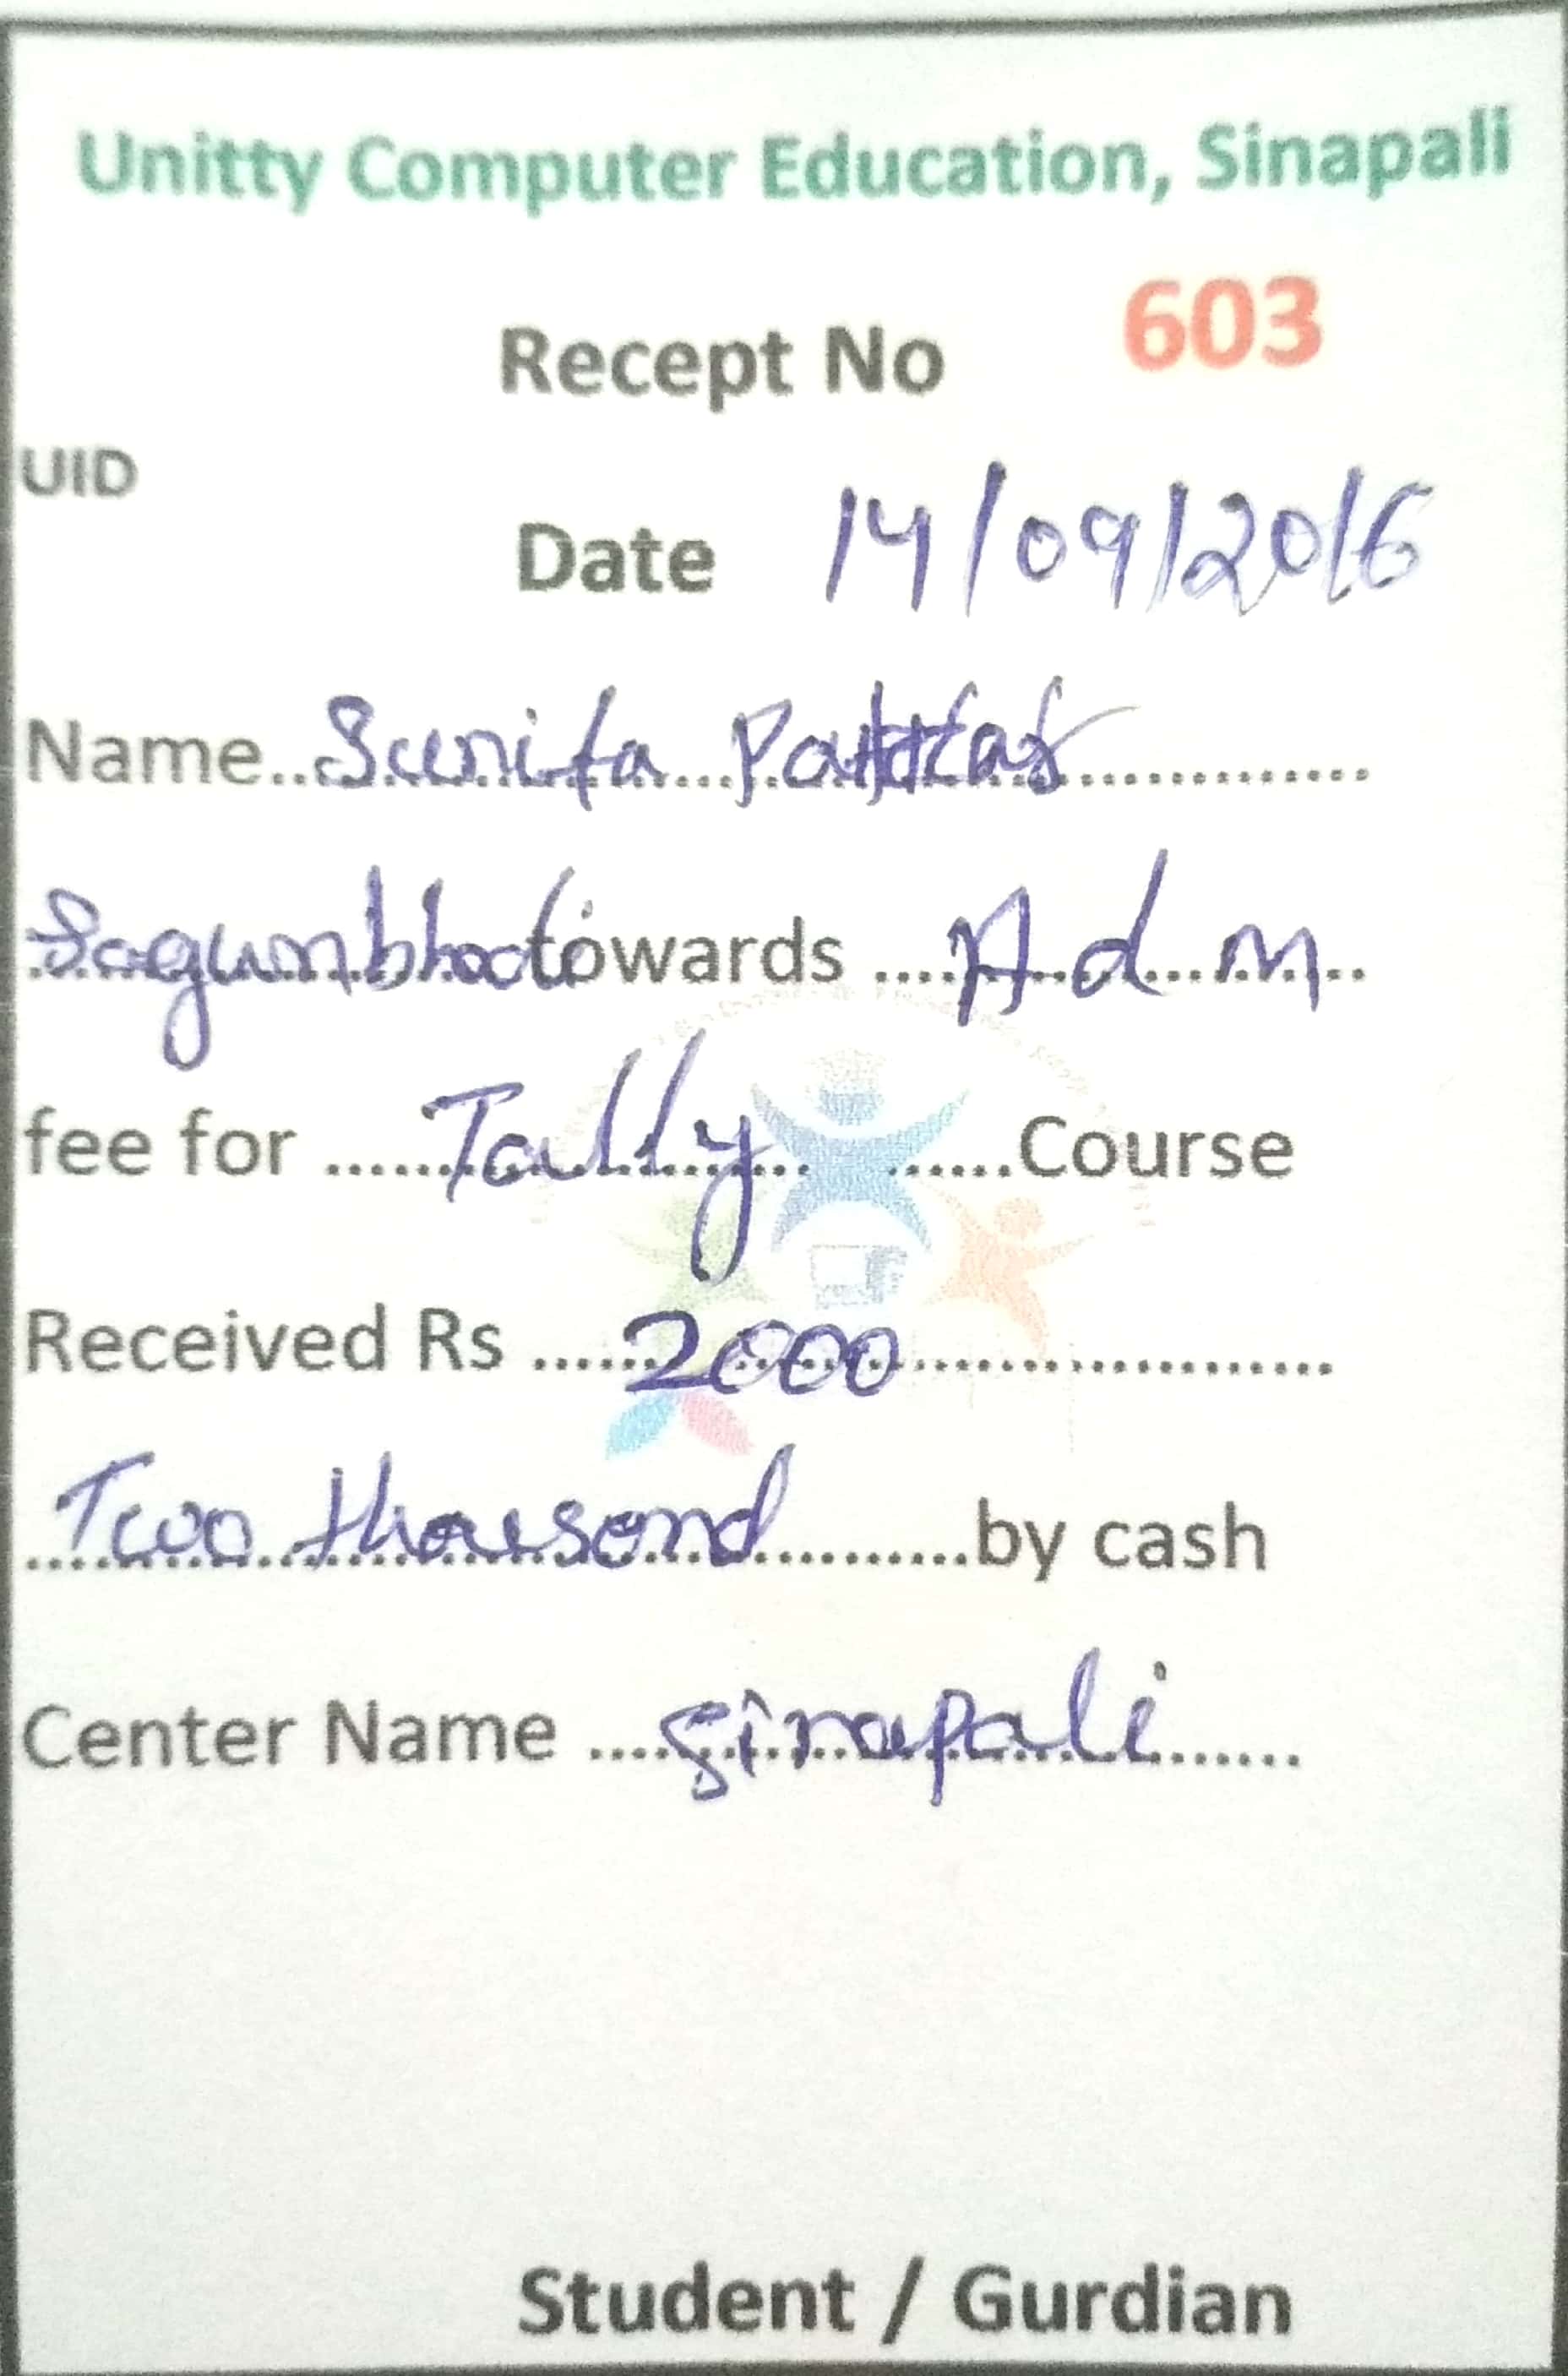 Unitty Computer Education, Sinapali
Recept No 603
UID
Date 14/09/2016
Name Sunita
Sagunbhadi towards Adm
fee for Tally Course
Received Rs 2000
Two thousand by cash
Center Name Sinapali
Student / Gurdian